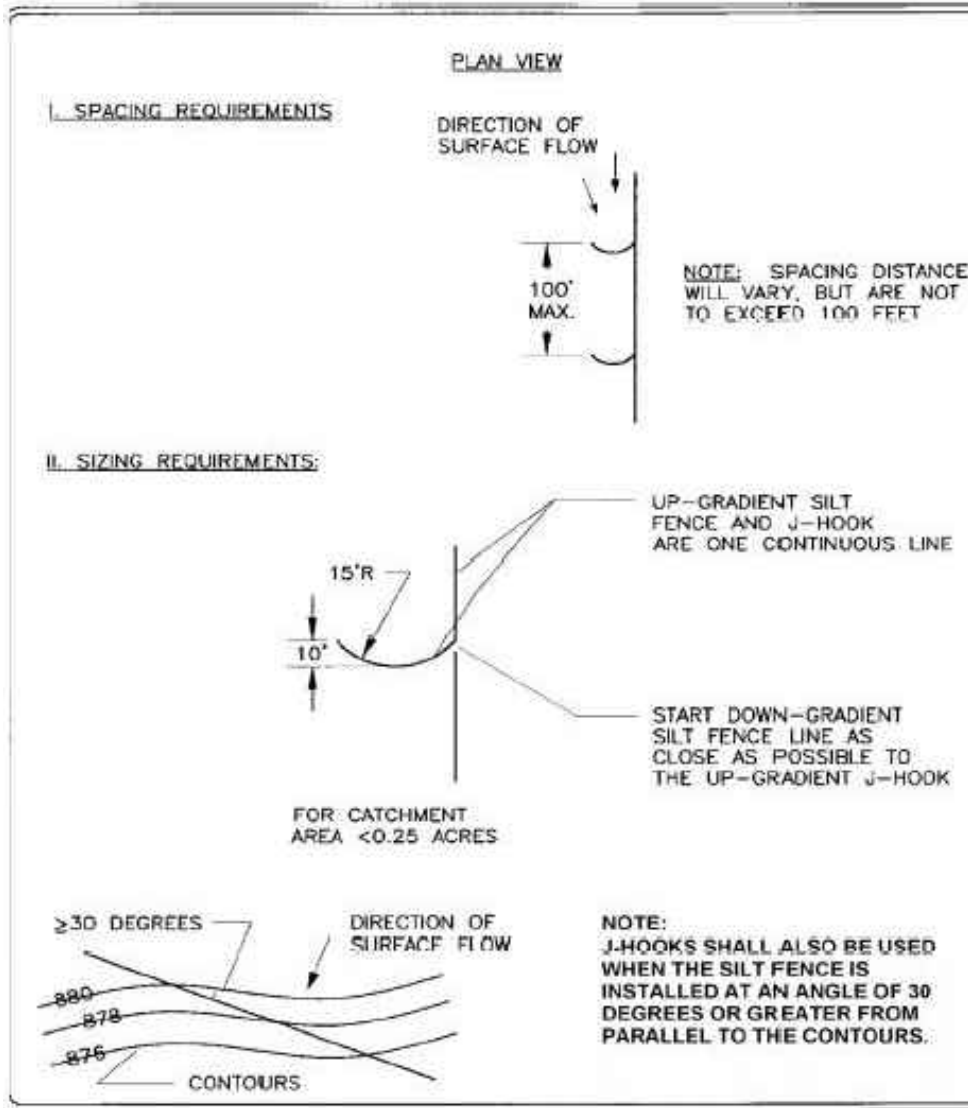 PLAN VIEW
I. SPACING REQUIREMENTS
DIRECTION OF
SURFACE FLOW
100'
MAX.
NOTE: SPACING DISTANCE
WILL VARY, BUT ARE NOT
TO EXCEED 100 FEET
II. SIZING REQUIREMENTS:
UP-GRADIENT SILT
FENCE AND J-HOOK
ARE ONE CONTINUOUS LINE
15'R
10'
START DOWN-GRADIENT
SILT FENCE LINE AS
CLOSE AS POSSIBLE TO
THE UP-GRADIENT J-HOOK
FOR CATCHMENT
AREA <0.25 ACRES
≥30 DEGREES
DIRECTION OF
SURFACE FLOW
880
878
876
CONTOURS
NOTE:
J-HOOKS SHALL ALSO BE USED
WHEN THE SILT FENCE IS
INSTALLED AT AN ANGLE OF 30
DEGREES OR GREATER FROM
PARALLEL TO THE CONTOURS.